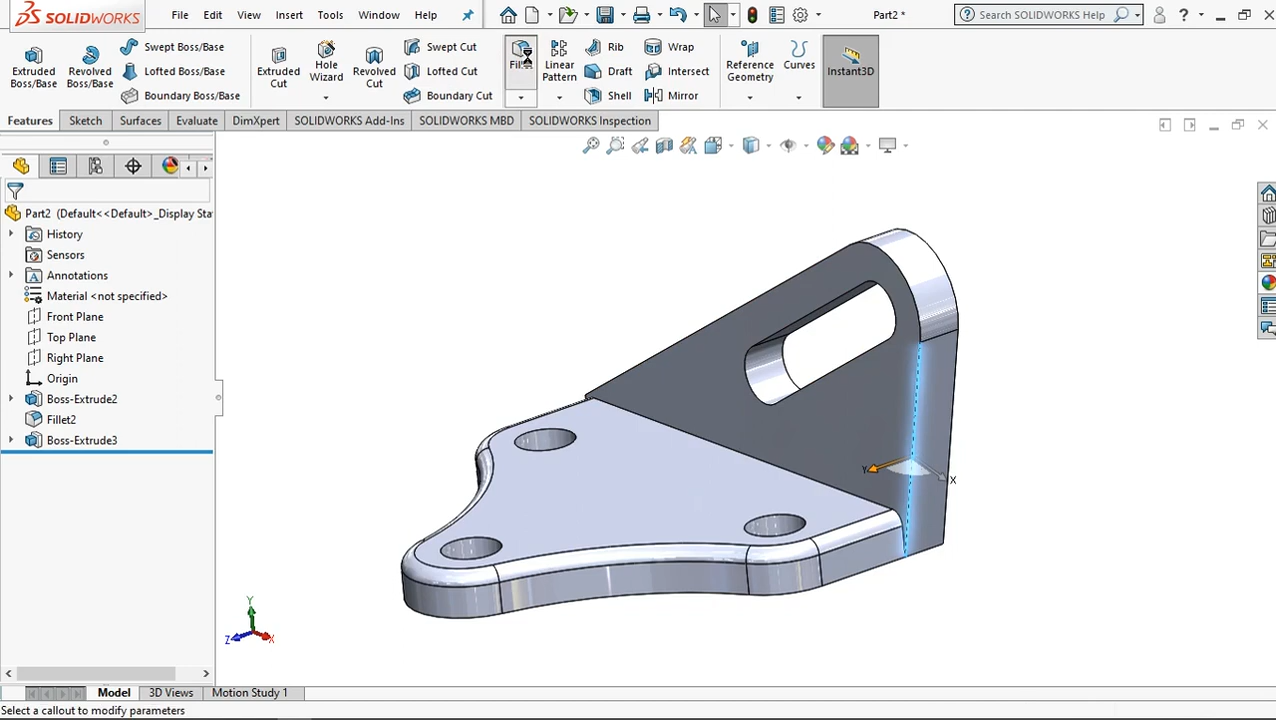 SOLIDWORKS File Edit View Insert Tools Window Help Part2 * Search SOLIDWORKS Help ?
Extruded Boss/Base
Revolved Boss/Base
Swept Boss/Base
Lofted Boss/Base
Boundary Boss/Base
Extruded Cut
Hole Wizard
Revolved Cut
Swept Cut
Lofted Cut
Boundary Cut
Linear Pattern
Rib
Draft
Shell
Wrap
Intersect
Mirror
Reference Geometry
Curves
Instant3D
Features Sketch Surfaces Evaluate DimXpert SOLIDWORKS Add-Ins SOLIDWORKS MBD SOLIDWORKS Inspection
Part2 (Default<<Default>_Display Sta
History
Sensors
Annotations
Material <not specified>
Front Plane
Top Plane
Right Plane
Origin
Boss-Extrude2
Fillet2
Boss-Extrude3
Y
X
Y
Z
X
Model 3D Views Motion Study 1
Select a callout to modify parameters